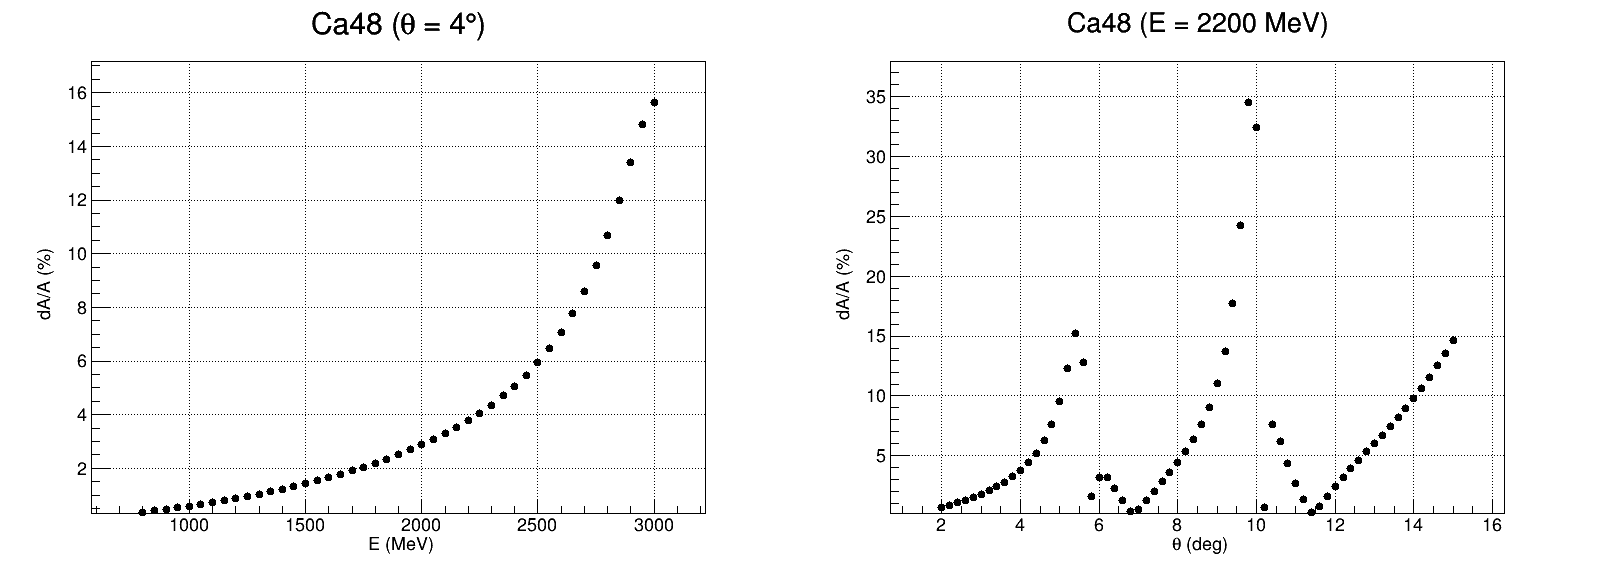 Ca48 (θ = 4°)
dA/A (%)
16
14
12
10
8
6
4
2
1000 1500 2000 2500 3000
E (MeV)
Ca48 (E = 2200 MeV)
dA/A (%)
35
30
25
20
15
10
5
2 4 6 8 10 12 14 16
θ (deg)